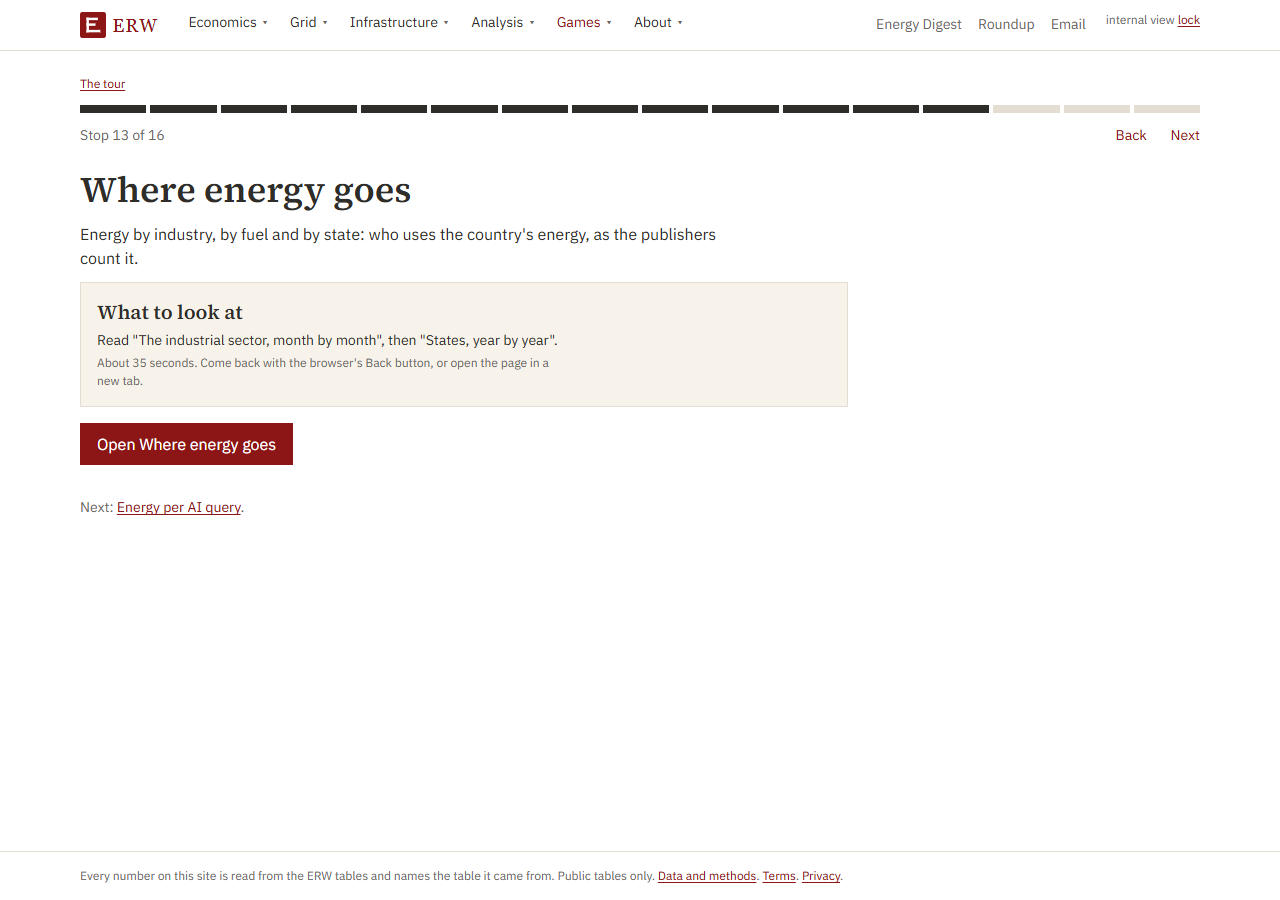 E ERW Economics ▾ Grid ▾ Infrastructure ▾ Analysis ▾ Games ▾ About ▾ Energy Digest Roundup Email internal view lock
The tour
Stop 13 of 16 Back Next
Where energy goes
Energy by industry, by fuel and by state: who uses the country's energy, as the publishers
count it.
What to look at
Read "The industrial sector, month by month", then "States, year by year".
About 35 seconds. Come back with the browser's Back button, or open the page in a
new tab.
Open Where energy goes
Next: Energy per AI query.
Every number on this site is read from the ERW tables and names the table it came from. Public tables only. Data and methods. Terms. Privacy.